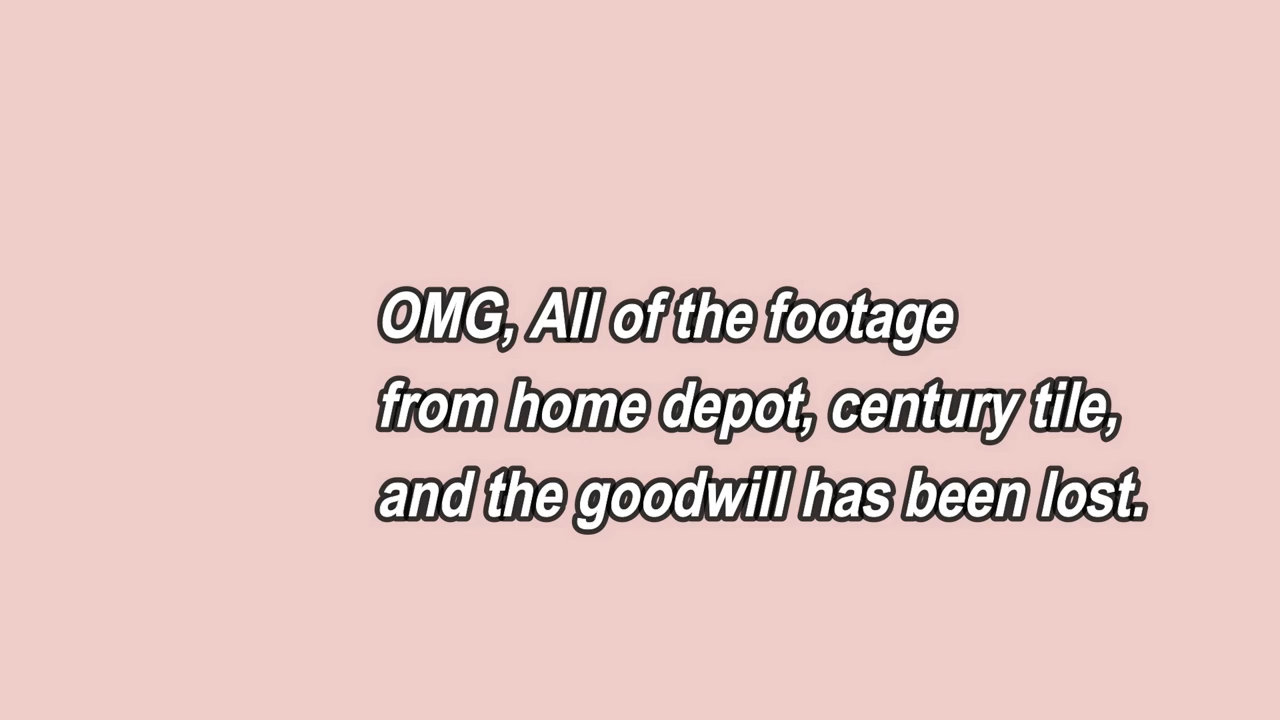 OMG, All of the footage
from home depot, century tile,
and the goodwill has been lost.